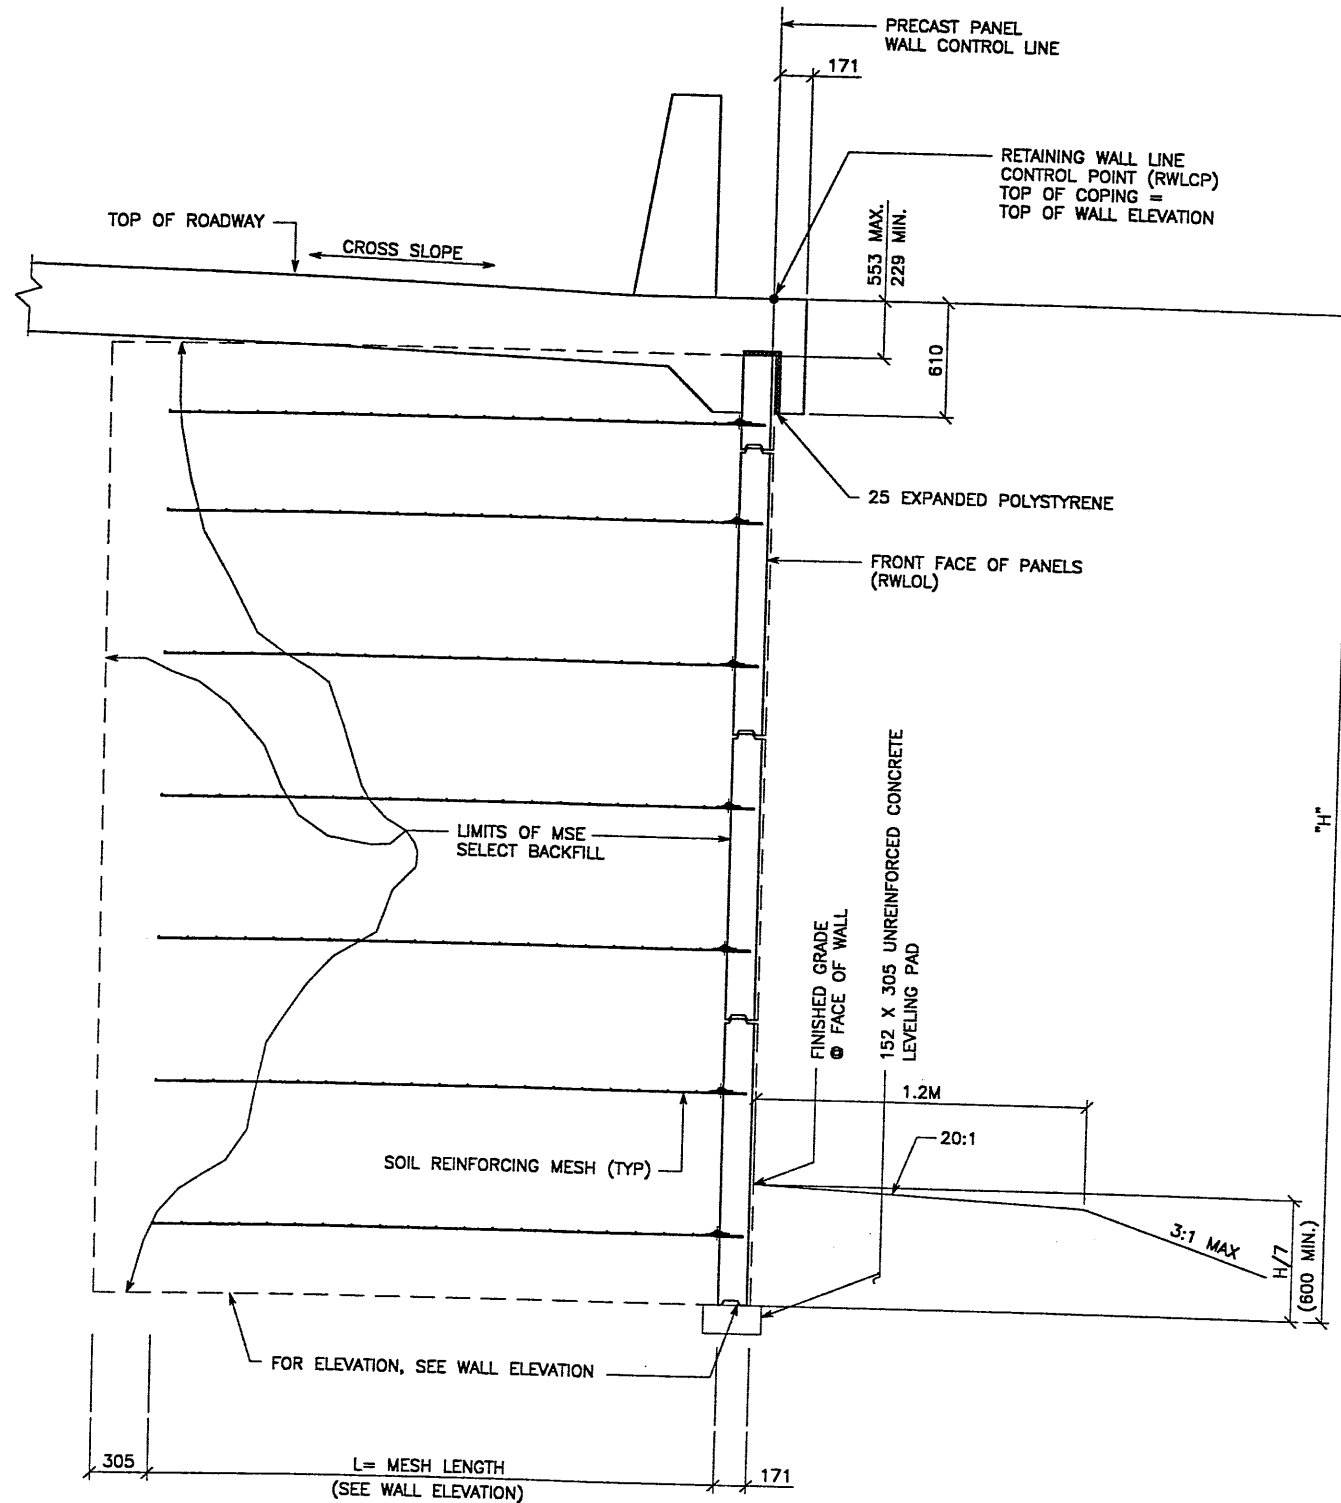 PRECAST PANEL
WALL CONTROL LINE
171
RETAINING WALL LINE
CONTROL POINT (RWLCP)
TOP OF COPING =
TOP OF WALL ELEVATION
TOP OF ROADWAY
CROSS SLOPE
553 MAX.
229 MIN.
610
25 EXPANDED POLYSTYRENE
FRONT FACE OF PANELS
(RWLOL)
LIMITS OF MSE
SELECT BACKFILL
"H"
FINISHED GRADE
@ FACE OF WALL
152 X 305 UNREINFORCED CONCRETE
LEVELING PAD
1.2M
20:1
SOIL REINFORCING MESH (TYP)
3:1 MAX
H/7
(600 MIN.)
FOR ELEVATION, SEE WALL ELEVATION
305
L= MESH LENGTH
(SEE WALL ELEVATION)
171